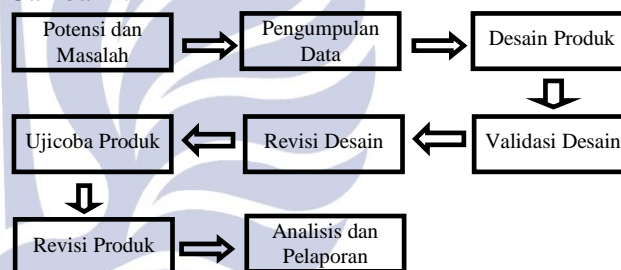 Potensi dan
Masalah
Pengumpulan
Data
Desain Produk
Validasi Desain
Revisi Desain
Ujicoba Produk
Revisi Produk
Analisis dan
Pelaporan